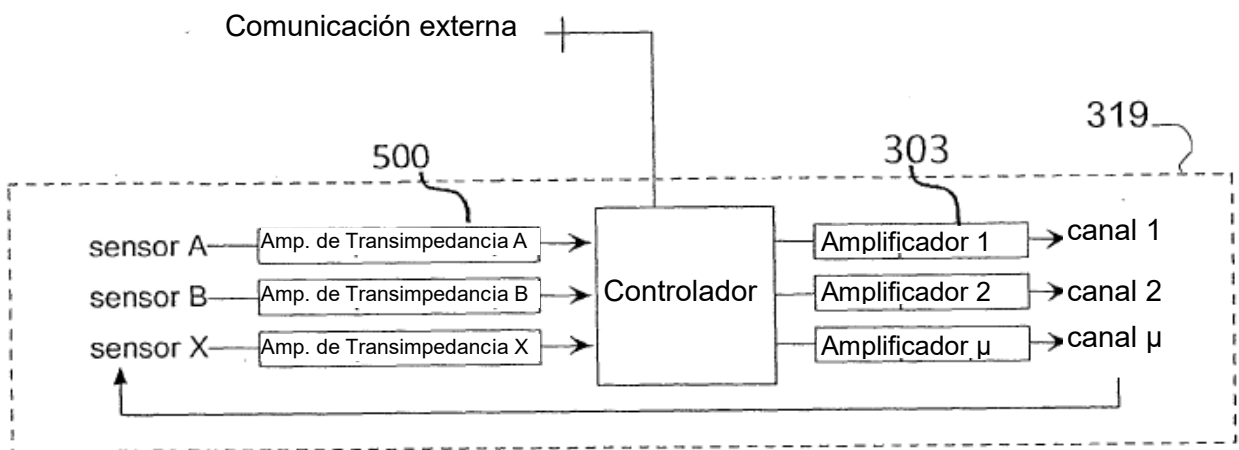 Comunicación externa
319
500
303
sensor A
Amp. de Transimpedancia A
Amplificador 1
canal 1
sensor B
Amp. de Transimpedancia B
Controlador
Amplificador 2
canal 2
sensor X
Amp. de Transimpedancia X
Amplificador µ
canal µ